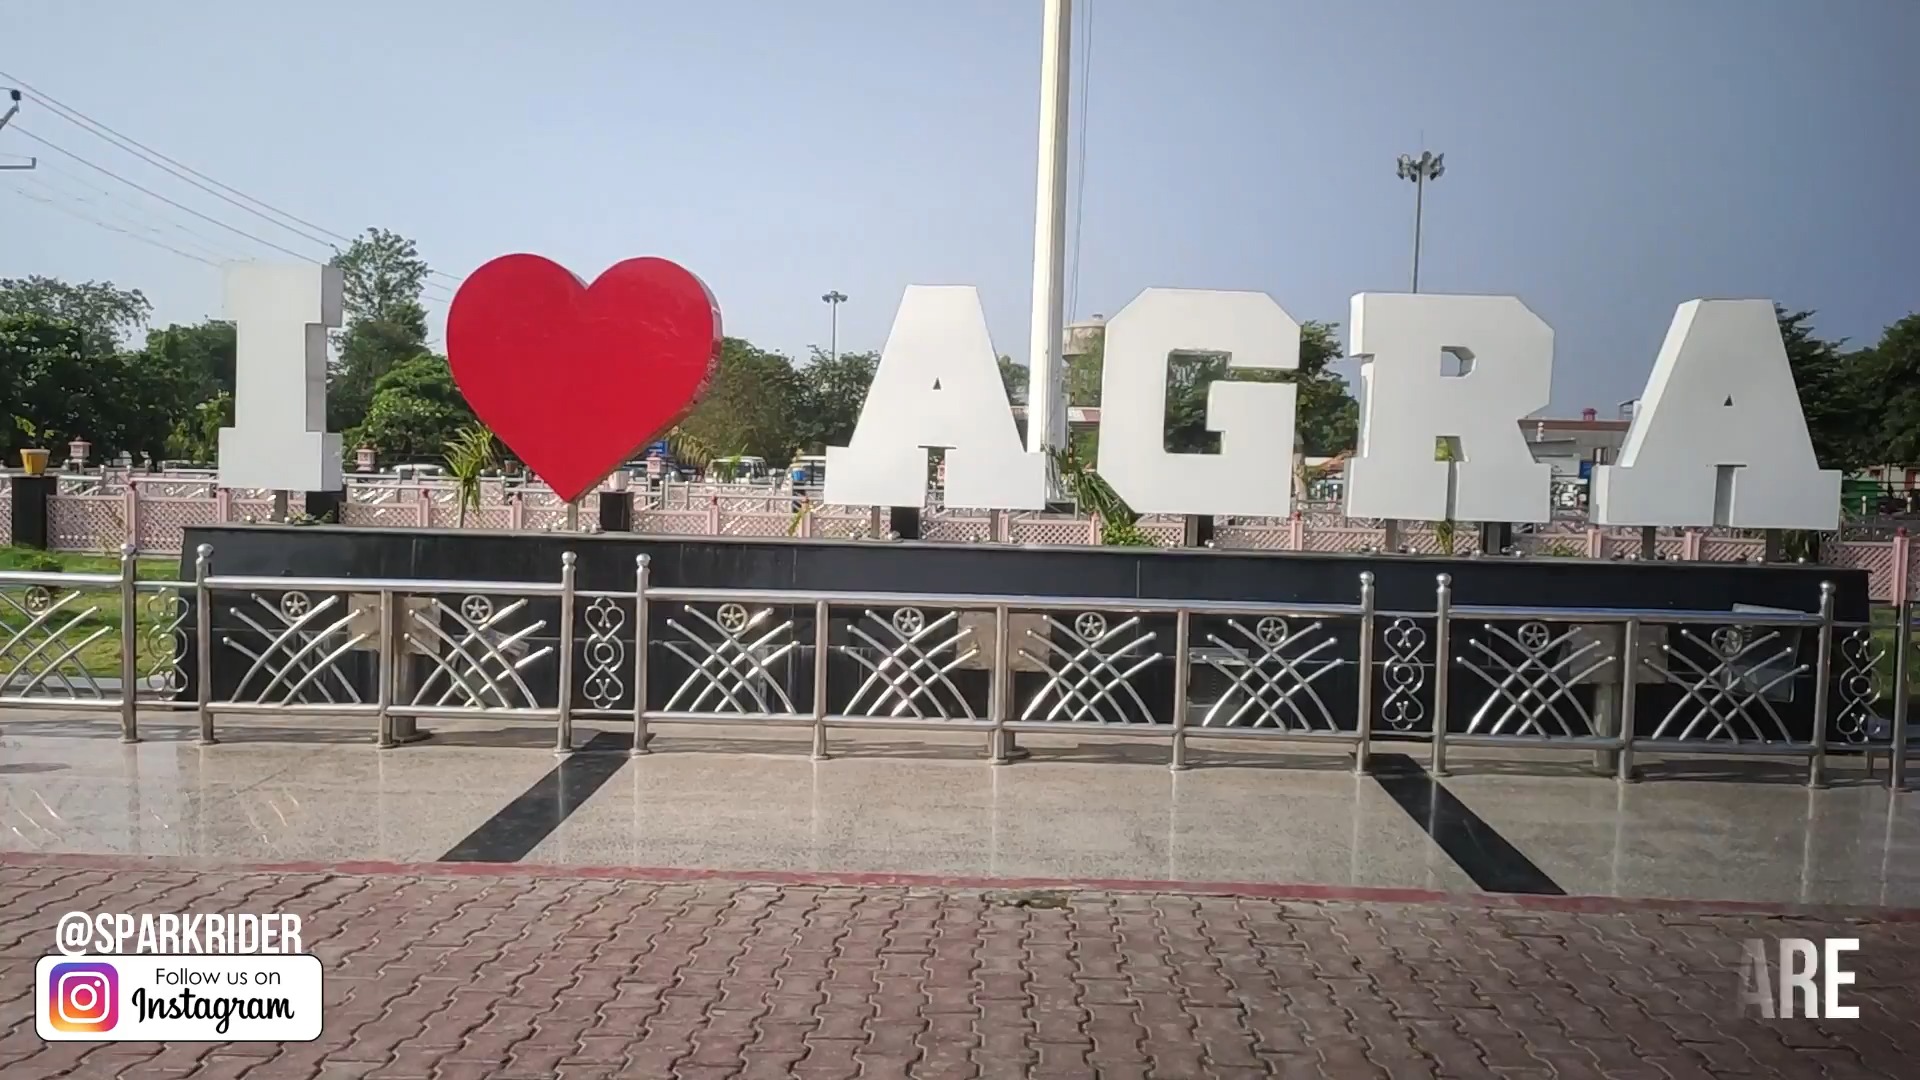 I ❤ AGRA
@SPARKRIDER
Follow us on
Instagram
ARE